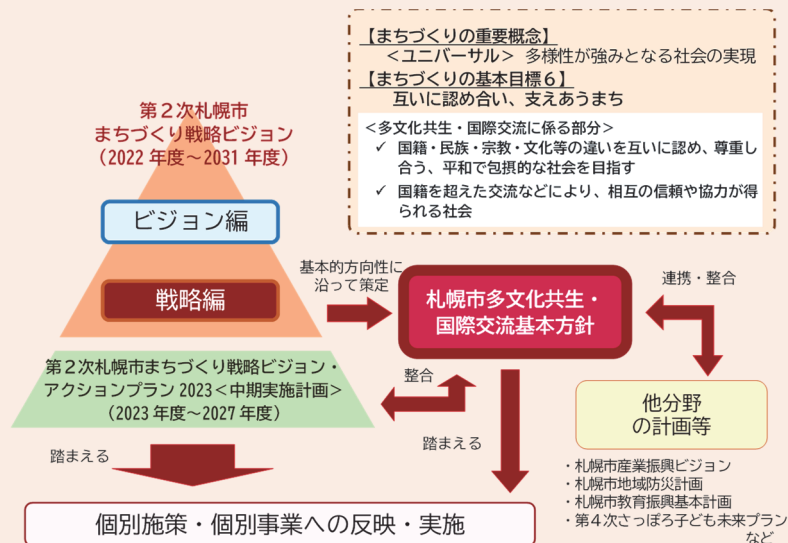 【まちづくりの重要概念】
＜ユニバーサル＞ 多様性が強みとなる社会の実現
【まちづくりの基本目標６】
互いに認め合い、支えあうまち
＜多文化共生・国際交流に係る部分＞
✓ 国籍・民族・宗教・文化等の違いを互いに認め、尊重し
合う、平和で包摂的な社会を目指す
✓ 国籍を超えた交流などにより、相互の信頼や協力が得
られる社会
第２次札幌市
まちづくり戦略ビジョン
（2022 年度～2031 年度）
ビジョン編
戦略編
基本的方向性に
沿って策定
札幌市多文化共生・
国際交流基本方針
連携・整合
第２次札幌市まちづくり戦略ビジョン・
アクションプラン 2023＜中期実施計画＞
（2023 年度～2027 年度）
整合
他分野
の計画等
踏まえる
踏まえる
・札幌市産業振興ビジョン
・札幌市地域防災計画
・札幌市教育振興基本計画
・第４次さっぽろ子ども未来プラン
など
個別施策・個別事業への反映・実施